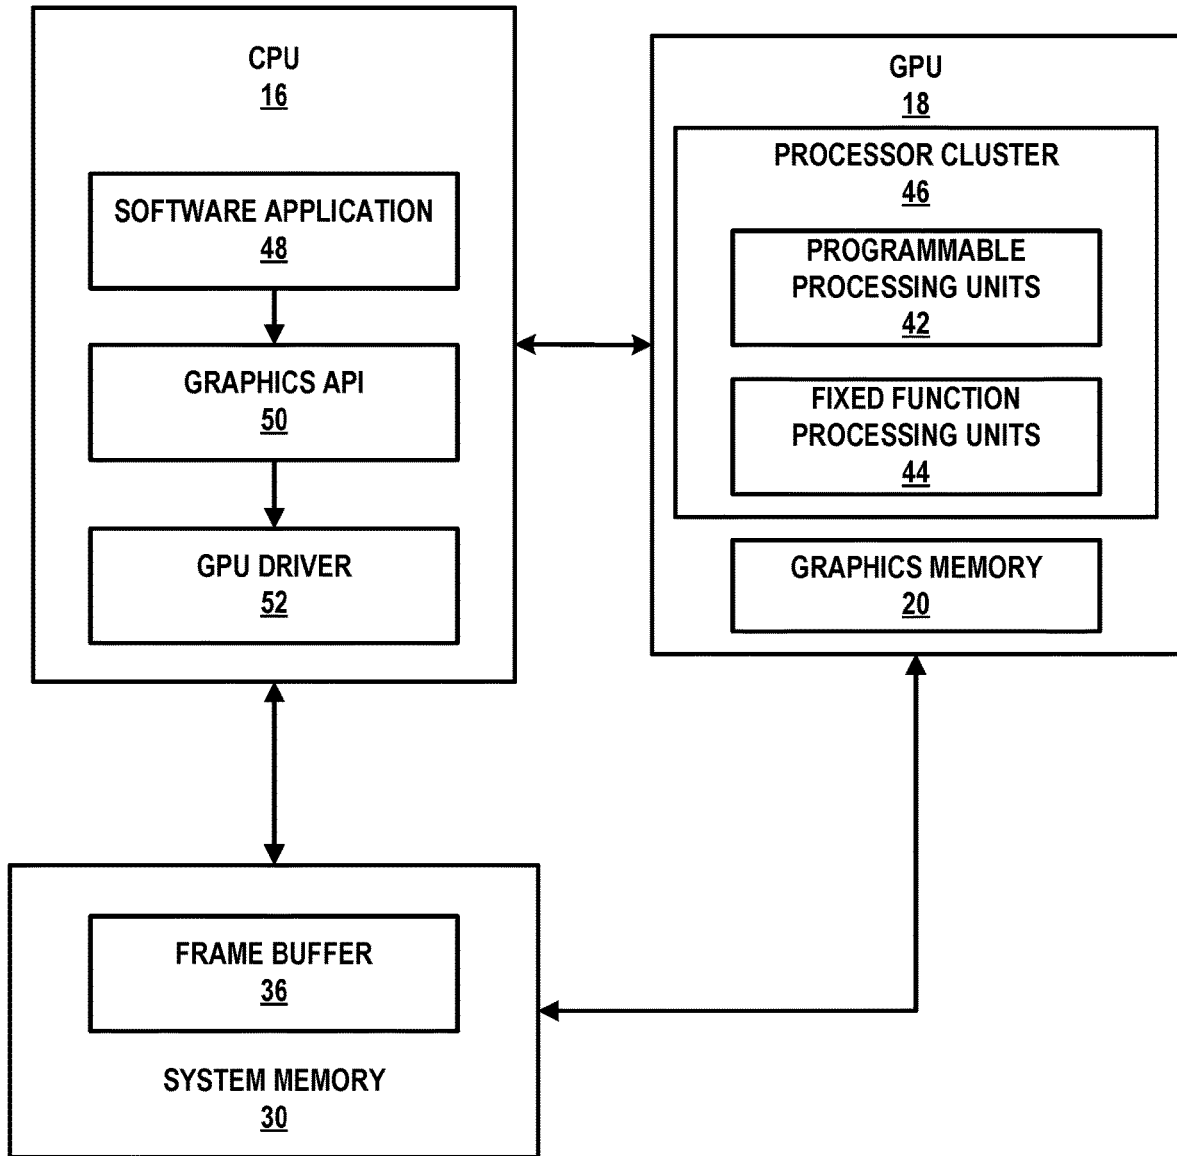 CPU
16
SOFTWARE APPLICATION
48
GRAPHICS API
50
GPU DRIVER
52
GPU
18
PROCESSOR CLUSTER
46
PROGRAMMABLE
PROCESSING UNITS
42
FIXED FUNCTION
PROCESSING UNITS
44
GRAPHICS MEMORY
20
FRAME BUFFER
36
SYSTEM MEMORY
30